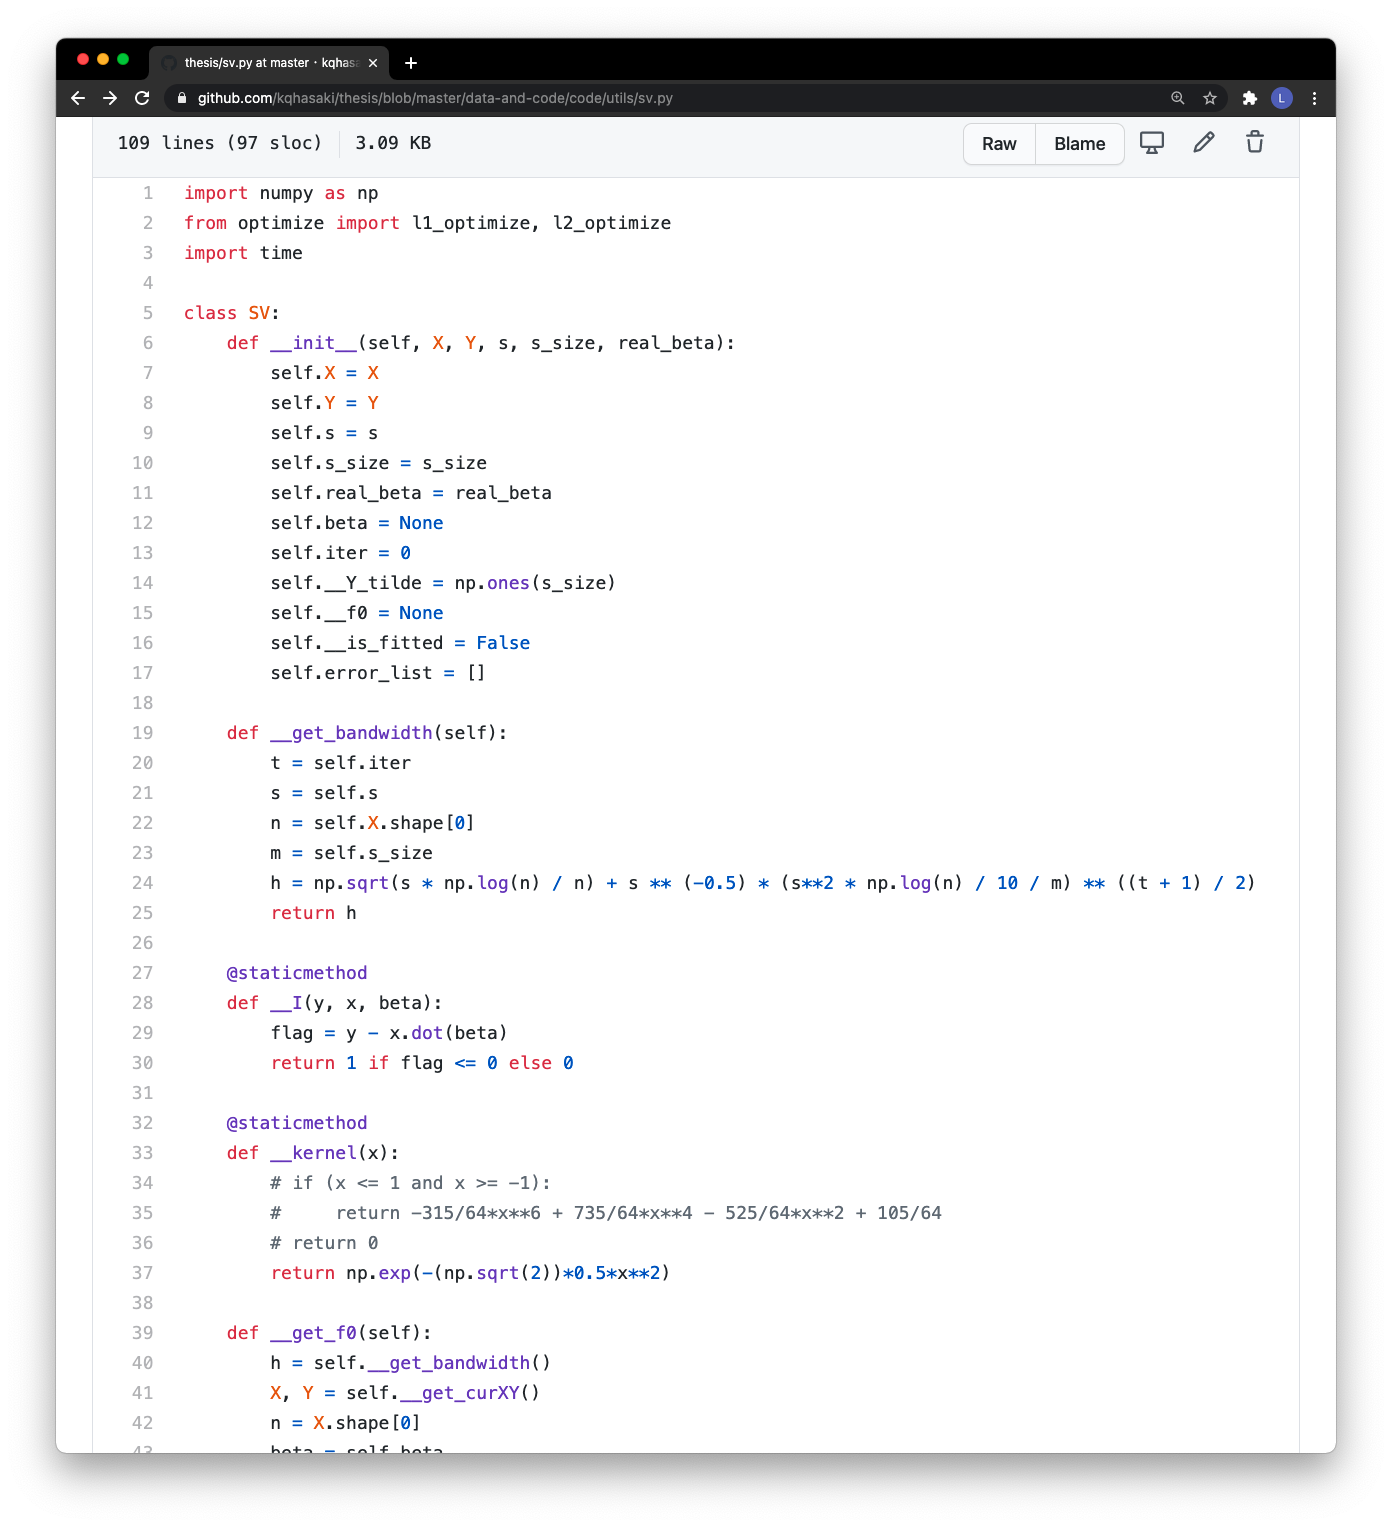 thesis/sv.py at master · kqhasa
github.com/kqhasaki/thesis/blob/master/data-and-code/code/utils/sv.py
L
109 lines (97 sloc) 3.09 KB
Raw Blame
1 import numpy as np
2 from optimize import l1_optimize, l2_optimize
3 import time
4
5 class SV:
6     def __init__(self, X, Y, s, s_size, real_beta):
7         self.X = X
8         self.Y = Y
9         self.s = s
10         self.s_size = s_size
11         self.real_beta = real_beta
12         self.beta = None
13         self.iter = 0
14         self.__Y_tilde = np.ones(s_size)
15         self.__f0 = None
16         self.__is_fitted = False
17         self.error_list = []
18
19     def __get_bandwidth(self):
20         t = self.iter
21         s = self.s
22         n = self.X.shape[0]
23         m = self.s_size
24         h = np.sqrt(s * np.log(n) / n) + s ** (-0.5) * (s**2 * np.log(n) / 10 / m) ** ((t + 1) / 2)
25         return h
26
27     @staticmethod
28     def __I(y, x, beta):
29         flag = y - x.dot(beta)
30         return 1 if flag <= 0 else 0
31
32     @staticmethod
33     def __kernel(x):
34         # if (x <= 1 and x >= -1):
35         #     return -315/64*x**6 + 735/64*x**4 - 525/64*x**2 + 105/64
36         # return 0
37         return np.exp(-(np.sqrt(2))*0.5*x**2)
38
39     def __get_f0(self):
40         h = self.__get_bandwidth()
41         X, Y = self.__get_curXY()
42         n = X.shape[0]
43         beta = self.beta